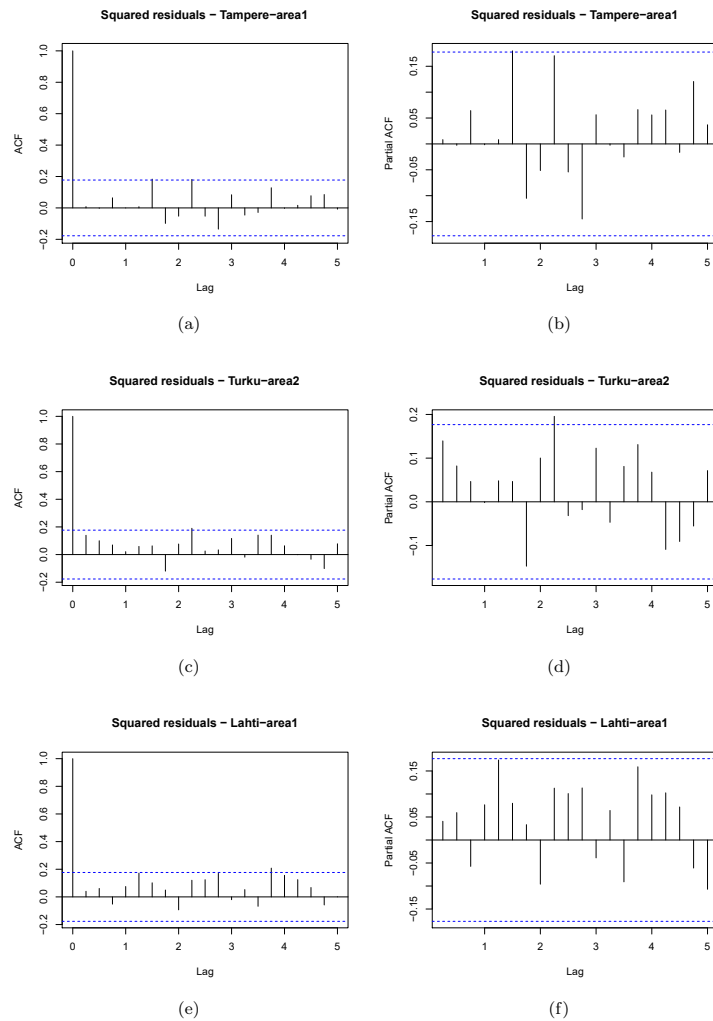 Squared residuals − Tampere−area1
ACF
1.0
0.8
0.6
0.4
0.2
0.0
−0.2
0 1 2 3 4 5
Lag
(a)
Squared residuals − Tampere−area1
Partial ACF
0.15
0.05
−0.05
−0.15
1 2 3 4 5
Lag
(b)
Squared residuals − Turku−area2
ACF
1.0
0.8
0.6
0.4
0.2
0.0
−0.2
0 1 2 3 4 5
Lag
(c)
Squared residuals − Turku−area2
Partial ACF
0.2
0.1
0.0
−0.1
1 2 3 4 5
Lag
(d)
Squared residuals − Lahti−area1
ACF
1.0
0.8
0.6
0.4
0.2
0.0
−0.2
0 1 2 3 4 5
Lag
(e)
Squared residuals − Lahti−area1
Partial ACF
0.15
0.05
−0.05
−0.15
1 2 3 4 5
Lag
(f)